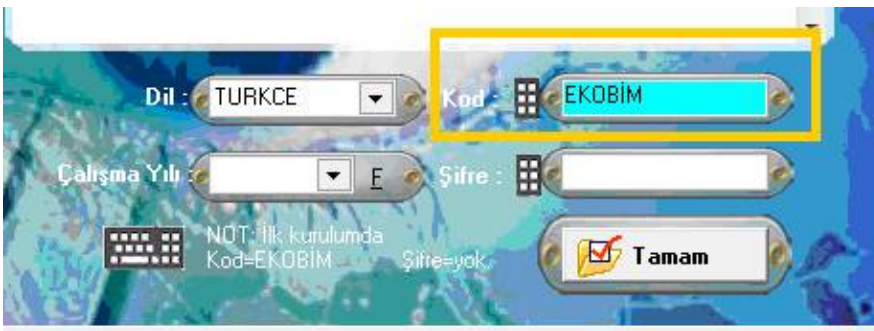 Dil : TURKCE Kod : EKOBİM
Çalışma Yılı : F Şifre :
NOT: İlk kurulumda
Kod=EKOBİM Şifre=yok.
Tamam